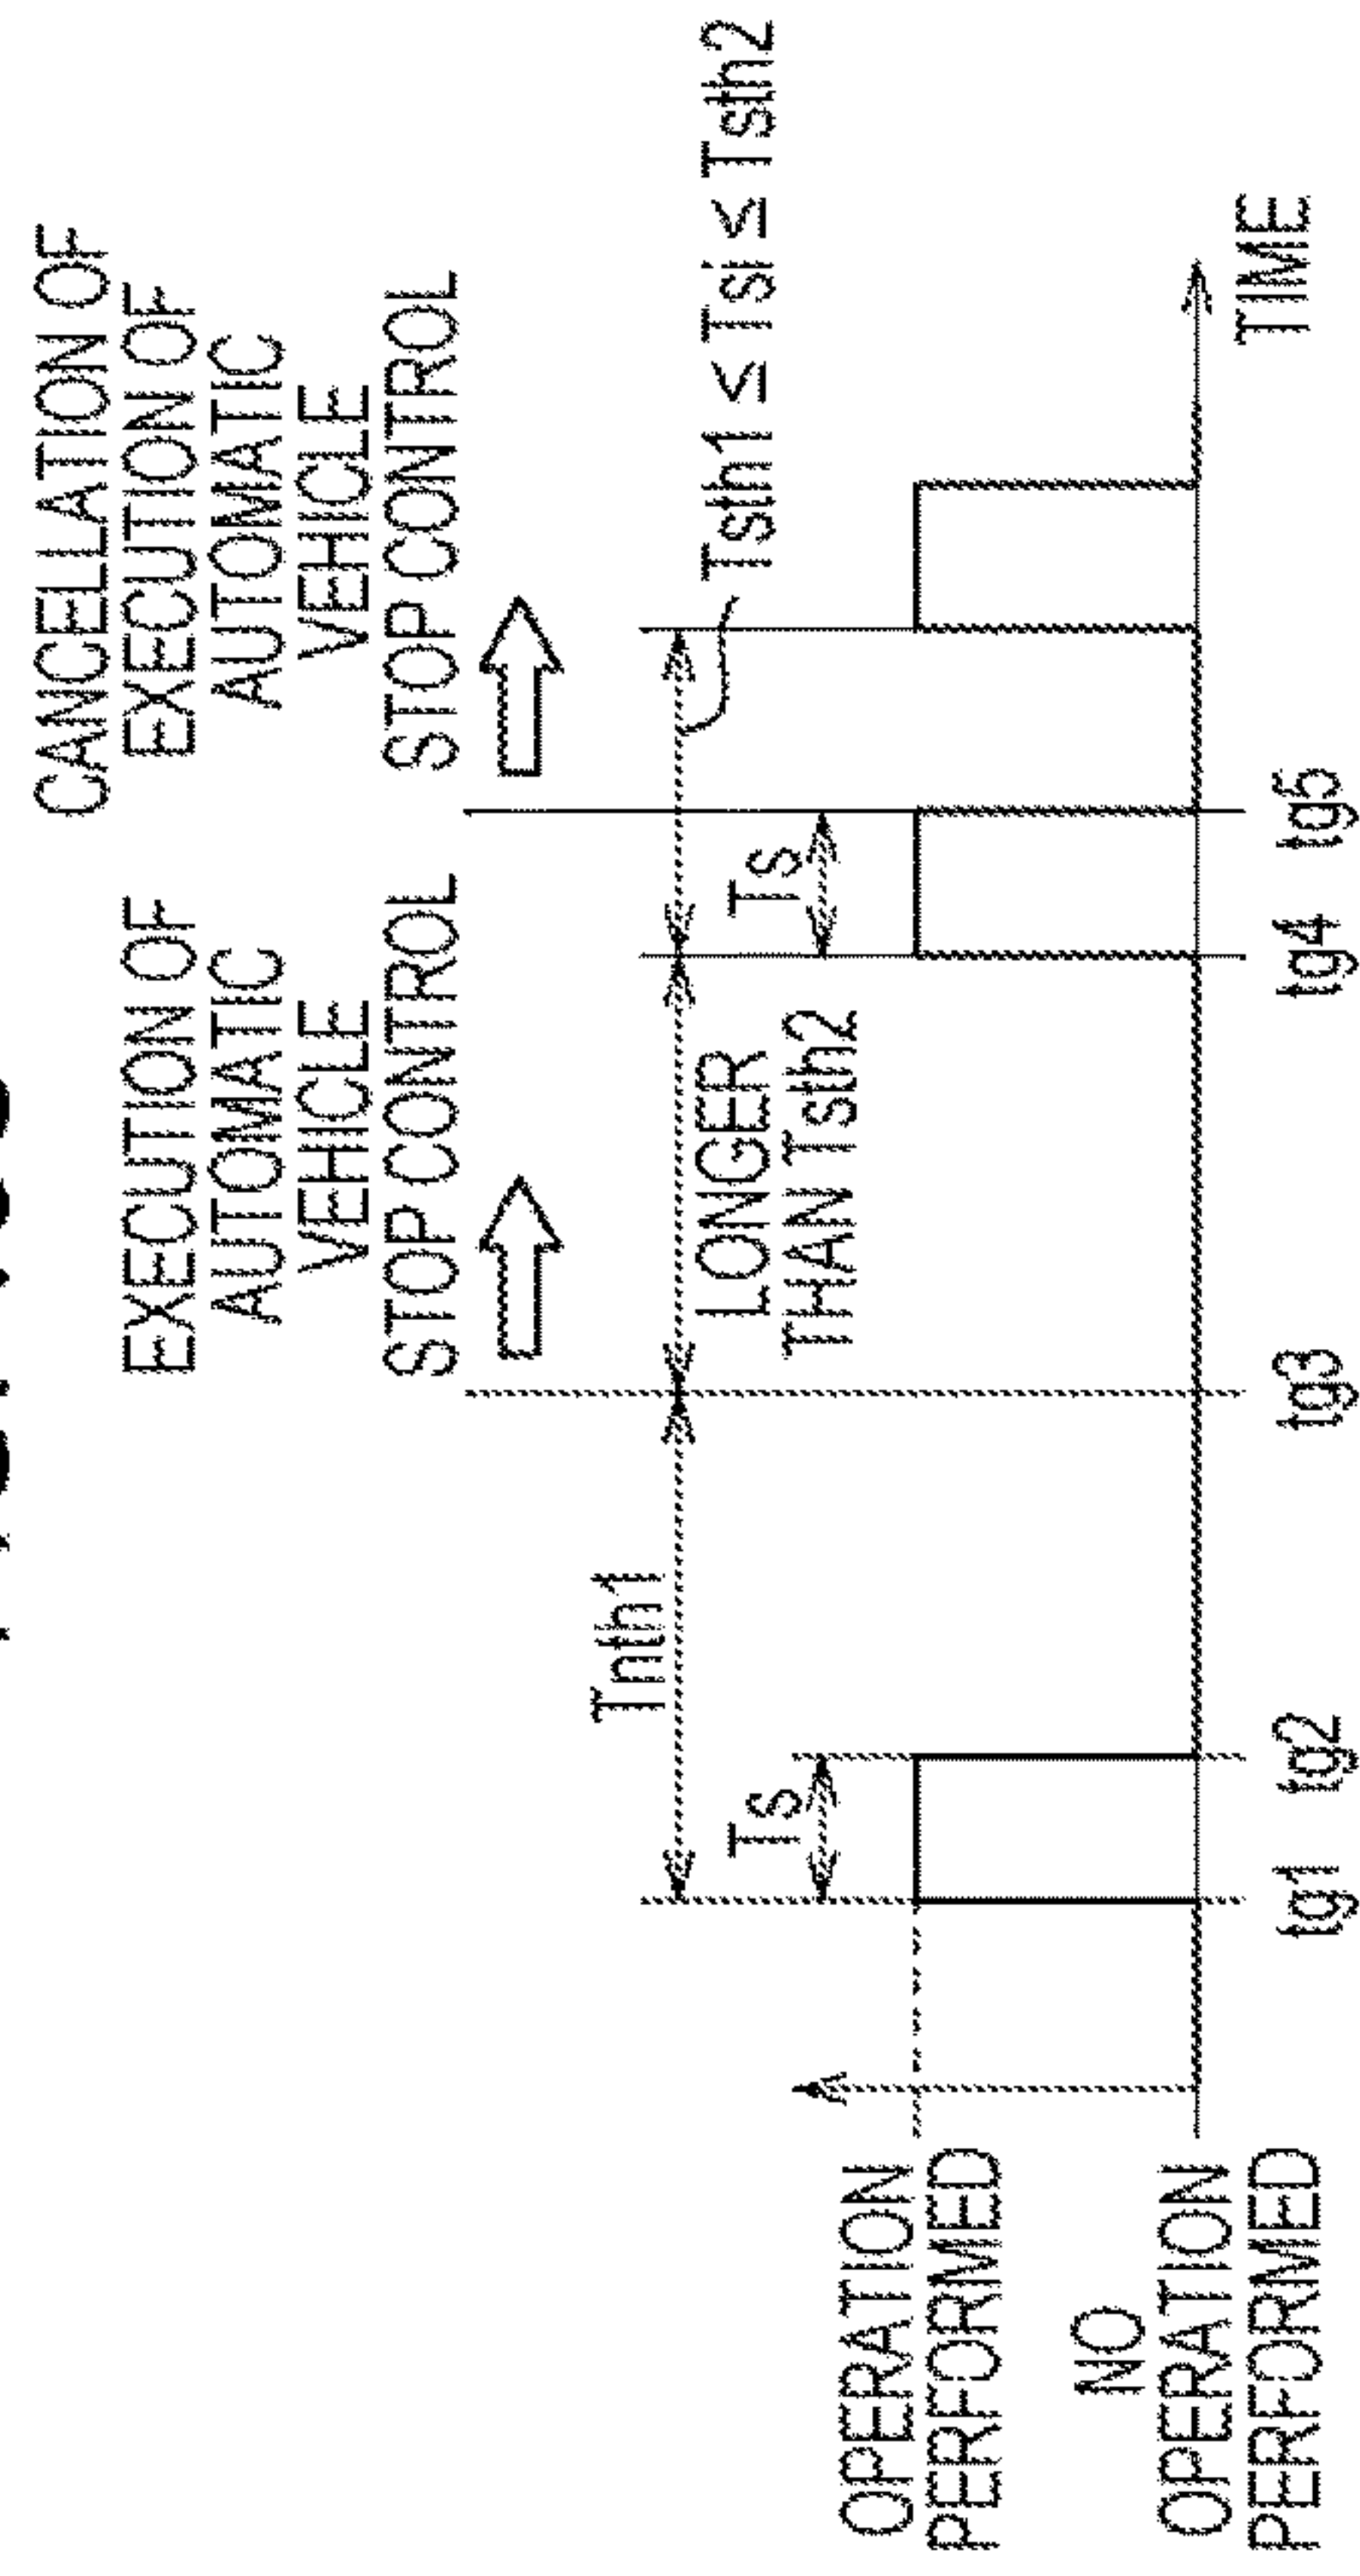 CANCELLATION OF
EXECUTION OF
AUTOMATIC
VEHICLE
STOP CONTROL
EXECUTION OF
AUTOMATIC
VEHICLE
STOP CONTROL
Tnth1
LONGER
THAN Tsth2
Tsth1 ≤ Tsi ≤ Tsth2
Ts
Ts
OPERATION
PERFORMED
NO
OPERATION
PERFORMED
TIME
tg1
tg2
tg3
tg4
tg5